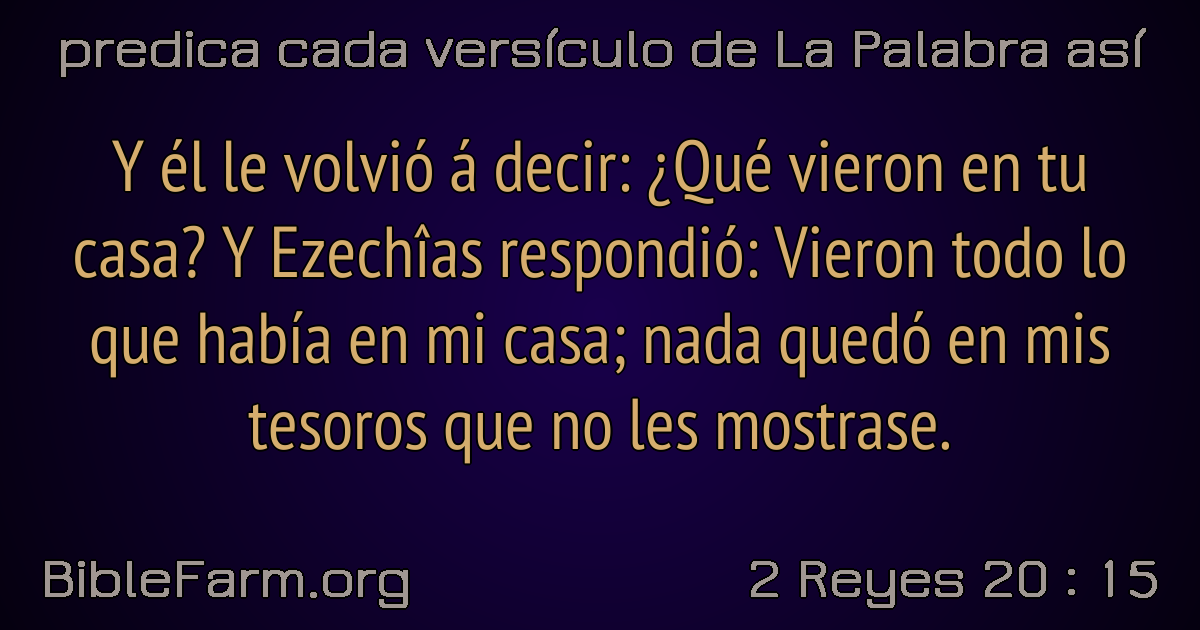 predica cada versículo de La Palabra así
Y él le volvió á decir: ¿Qué vieron en tu
casa? Y Ezechîas respondió: Vieron todo lo
que había en mi casa; nada quedó en mis
tesoros que no les mostrase.
BibleFarm.org
2 Reyes 20 : 15